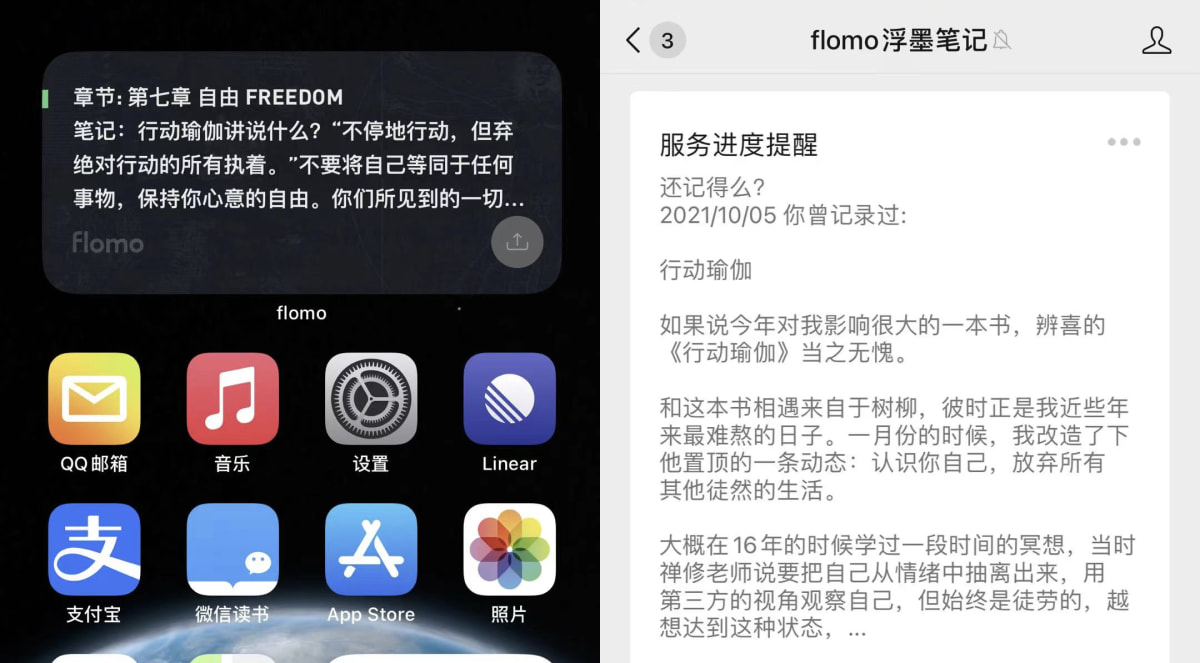 章节: 第七章 自由 FREEDOM
笔记：行动瑜伽讲说什么？“不停地行动，但弃
绝对行动的所有执着。”不要将自己等同于任何
事物，保持你心意的自由。你们所见到的一切...
flomo
flomo
QQ邮箱
音乐
设置
Linear
支
支付宝
微信读书
App Store
照片
3
flomo浮墨笔记
服务进度提醒
还记得么？
2021/10/05 你曾记录过:
行动瑜伽
如果说今年对我影响很大的一本书，辨喜的
《行动瑜伽》当之无愧。
和这本书相遇来自于树柳，彼时正是我近些年
来最难熬的日子。一月份的时候，我改造了下
他置顶的一条动态：认识你自己，放弃所有
其他徒然的生活。
大概在16年的时候学过一段时间的冥想，当时
禅修老师说要把自己从情绪中抽离出来，用
第三方的视角观察自己，但始终是徒劳的，越
想达到这种状态，...